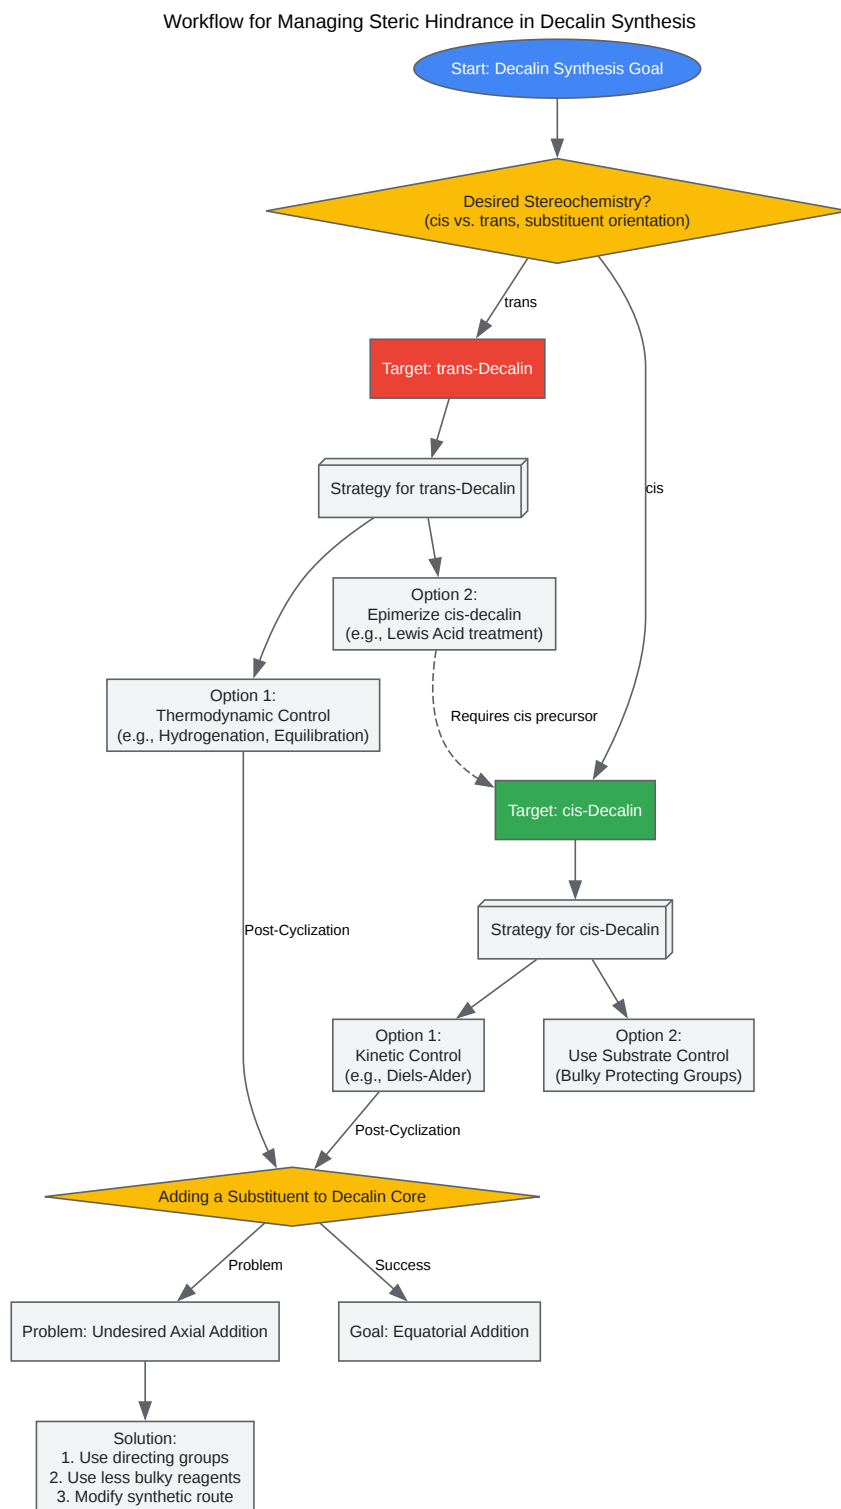 Workflow for Managing Steric Hindrance in Decalin Synthesis
Start: Decalin Synthesis Goal
Desired Stereochemistry?
(cis vs. trans, substituent orientation)
trans
Target: trans-Decalin
cis
Strategy for trans-Decalin
Option 2:
Epimerize cis-decalin
(e.g., Lewis Acid treatment)
Option 1:
Thermodynamic Control
(e.g., Hydrogenation, Equilibration)
Requires cis precursor
Target: cis-Decalin
Post-Cyclization
Strategy for cis-Decalin
Option 1:
Kinetic Control
(e.g., Diels-Alder)
Option 2:
Use Substrate Control
(Bulky Protecting Groups)
Post-Cyclization
Adding a Substituent to Decalin Core
Problem
Success
Problem: Undesired Axial Addition
Goal: Equatorial Addition
Solution:
1. Use directing groups
2. Use less bulky reagents
3. Modify synthetic route